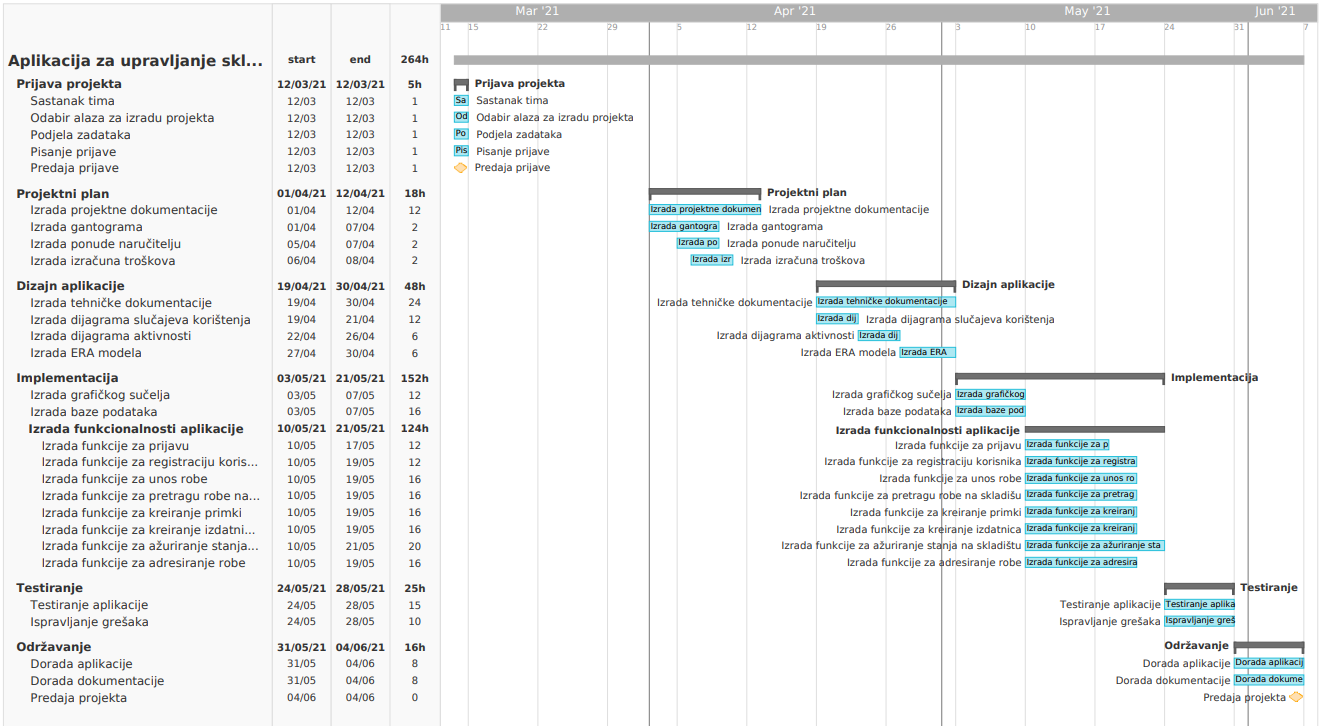 Mar '21 Apr '21 May '21 Jun '21
11 15 22 29 5 12 19 26 3 10 17 24 31 7
Aplikacija za upravljanje skl... start end 264h
Prijava projekta 12/03/21 12/03/21 5h Prijava projekta
Sastanak tima 12/03 12/03 1 Sa Sastanak tima
Odabir alaza za izradu projekta 12/03 12/03 1 Od Odabir alaza za izradu projekta
Podjela zadataka 12/03 12/03 1 Po Podjela zadataka
Pisanje prijave 12/03 12/03 1 Pis Pisanje prijave
Predaja prijave 12/03 12/03 1 Predaja prijave
Projektni plan 01/04/21 12/04/21 18h Projektni plan
Izrada projektne dokumentacije 01/04 12/04 12 Izrada projektne dokumen Izrada projektne dokumentacije
Izrada gantograma 01/04 07/04 2 Izrada gantogra Izrada gantograma
Izrada ponude naručitelju 05/04 07/04 2 Izrada po Izrada ponude naručitelju
Izrada izračuna troškova 06/04 08/04 2 Izrada izr Izrada izračuna troškova
Dizajn aplikacije 19/04/21 30/04/21 48h Dizajn aplikacije
Izrada tehničke dokumentacije 19/04 30/04 24 Izrada tehničke dokumentacije Izrada tehničke dokumentacije
Izrada dijagrama slučajeva korištenja 19/04 21/04 12 Izrada dij Izrada dijagrama slučajeva korištenja
Izrada dijagrama aktivnosti 22/04 26/04 6 Izrada dijagrama aktivnosti Izrada dij
Izrada ERA modela 27/04 30/04 6 Izrada ERA modela Izrada ERA
Implementacija 03/05/21 21/05/21 152h Implementacija
Izrada grafičkog sučelja 03/05 07/05 12 Izrada grafičkog sučelja Izrada grafičkog
Izrada baze podataka 03/05 07/05 16 Izrada baze podataka Izrada baze pod
Izrada funkcionalnosti aplikacije 10/05/21 21/05/21 124h Izrada funkcionalnosti aplikacije
Izrada funkcije za prijavu 10/05 17/05 12 Izrada funkcije za prijavu Izrada funkcije za p
Izrada funkcije za registraciju koris... 10/05 19/05 12 Izrada funkcije za registraciju korisnika Izrada funkcije za registra
Izrada funkcije za unos robe 10/05 19/05 16 Izrada funkcije za unos robe Izrada funkcije za unos ro
Izrada funkcije za pretragu robe na... 10/05 19/05 16 Izrada funkcije za pretragu robe na skladišu Izrada funkcije za pretrag
Izrada funkcije za kreiranje primki 10/05 19/05 16 Izrada funkcije za kreiranje primki Izrada funkcije za kreiranj
Izrada funkcije za kreiranje izdatni... 10/05 19/05 16 Izrada funkcije za kreiranje izdatnica Izrada funkcije za kreiranj
Izrada funkcije za ažuriranje stanja... 10/05 21/05 20 Izrada funkcije za ažuriranje stanja na skladištu Izrada funkcije za ažuriranje sta
Izrada funkcije za adresiranje robe 10/05 19/05 16 Izrada funkcije za adresiranje robe Izrada funkcije za adresira
Testiranje 24/05/21 28/05/21 25h Testiranje
Testiranje aplikacije 24/05 28/05 15 Testiranje aplikacije Testiranje aplika
Ispravljanje grešaka 24/05 28/05 10 Ispravljanje grešaka Ispravljanje greš
Održavanje 31/05/21 04/06/21 16h Održavanje
Dorada aplikacije 31/05 04/06 8 Dorada aplikacije Dorada aplikacij
Dorada dokumentacije 31/05 04/06 8 Dorada dokumentacije Dorada dokume
Predaja projekta 04/06 04/06 0 Predaja projekta